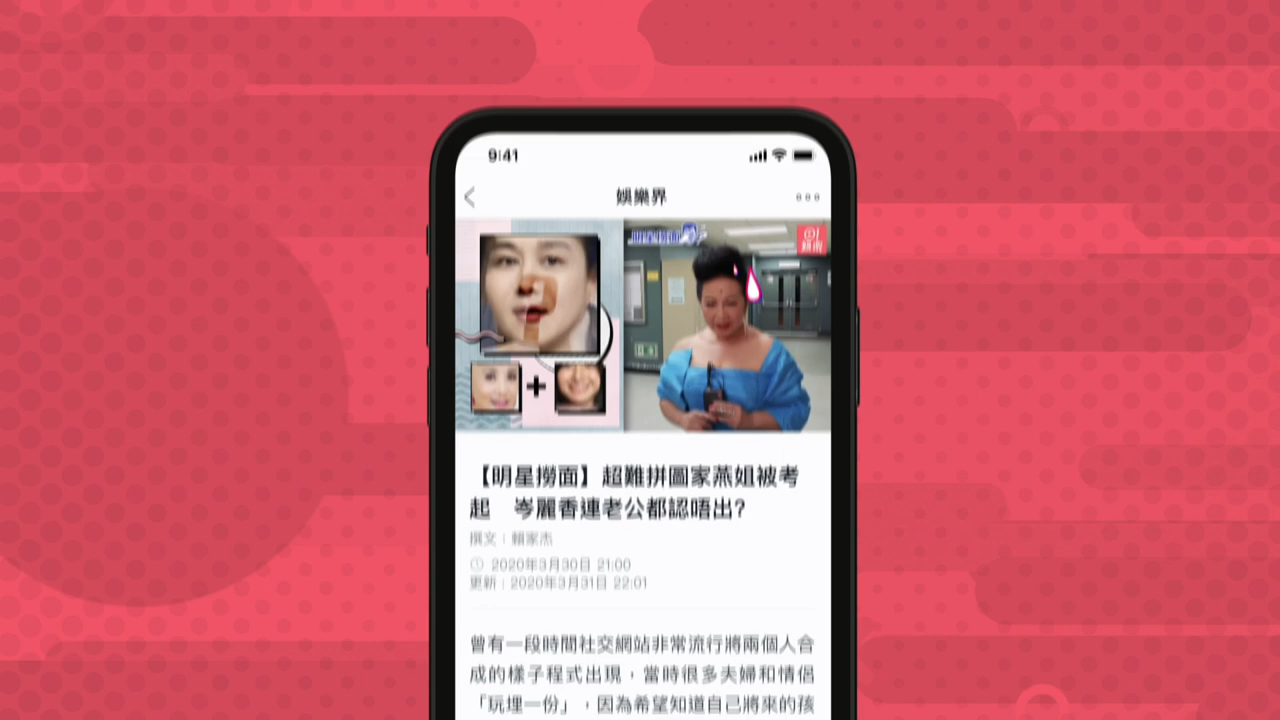 9:41
娛樂界
【明星撈面】超難拼圖家燕姐被考
起　岑麗香連老公都認唔出?
撰文：賴家杰
2020年3月30日 21:00
更新：2020年3月31日 22:01
曾有一段時間社交網站非常流行將兩個人合
成的樣子程式出現，當時很多夫婦和情侶
「玩埋一份」，因為希望知道自己將來的孩